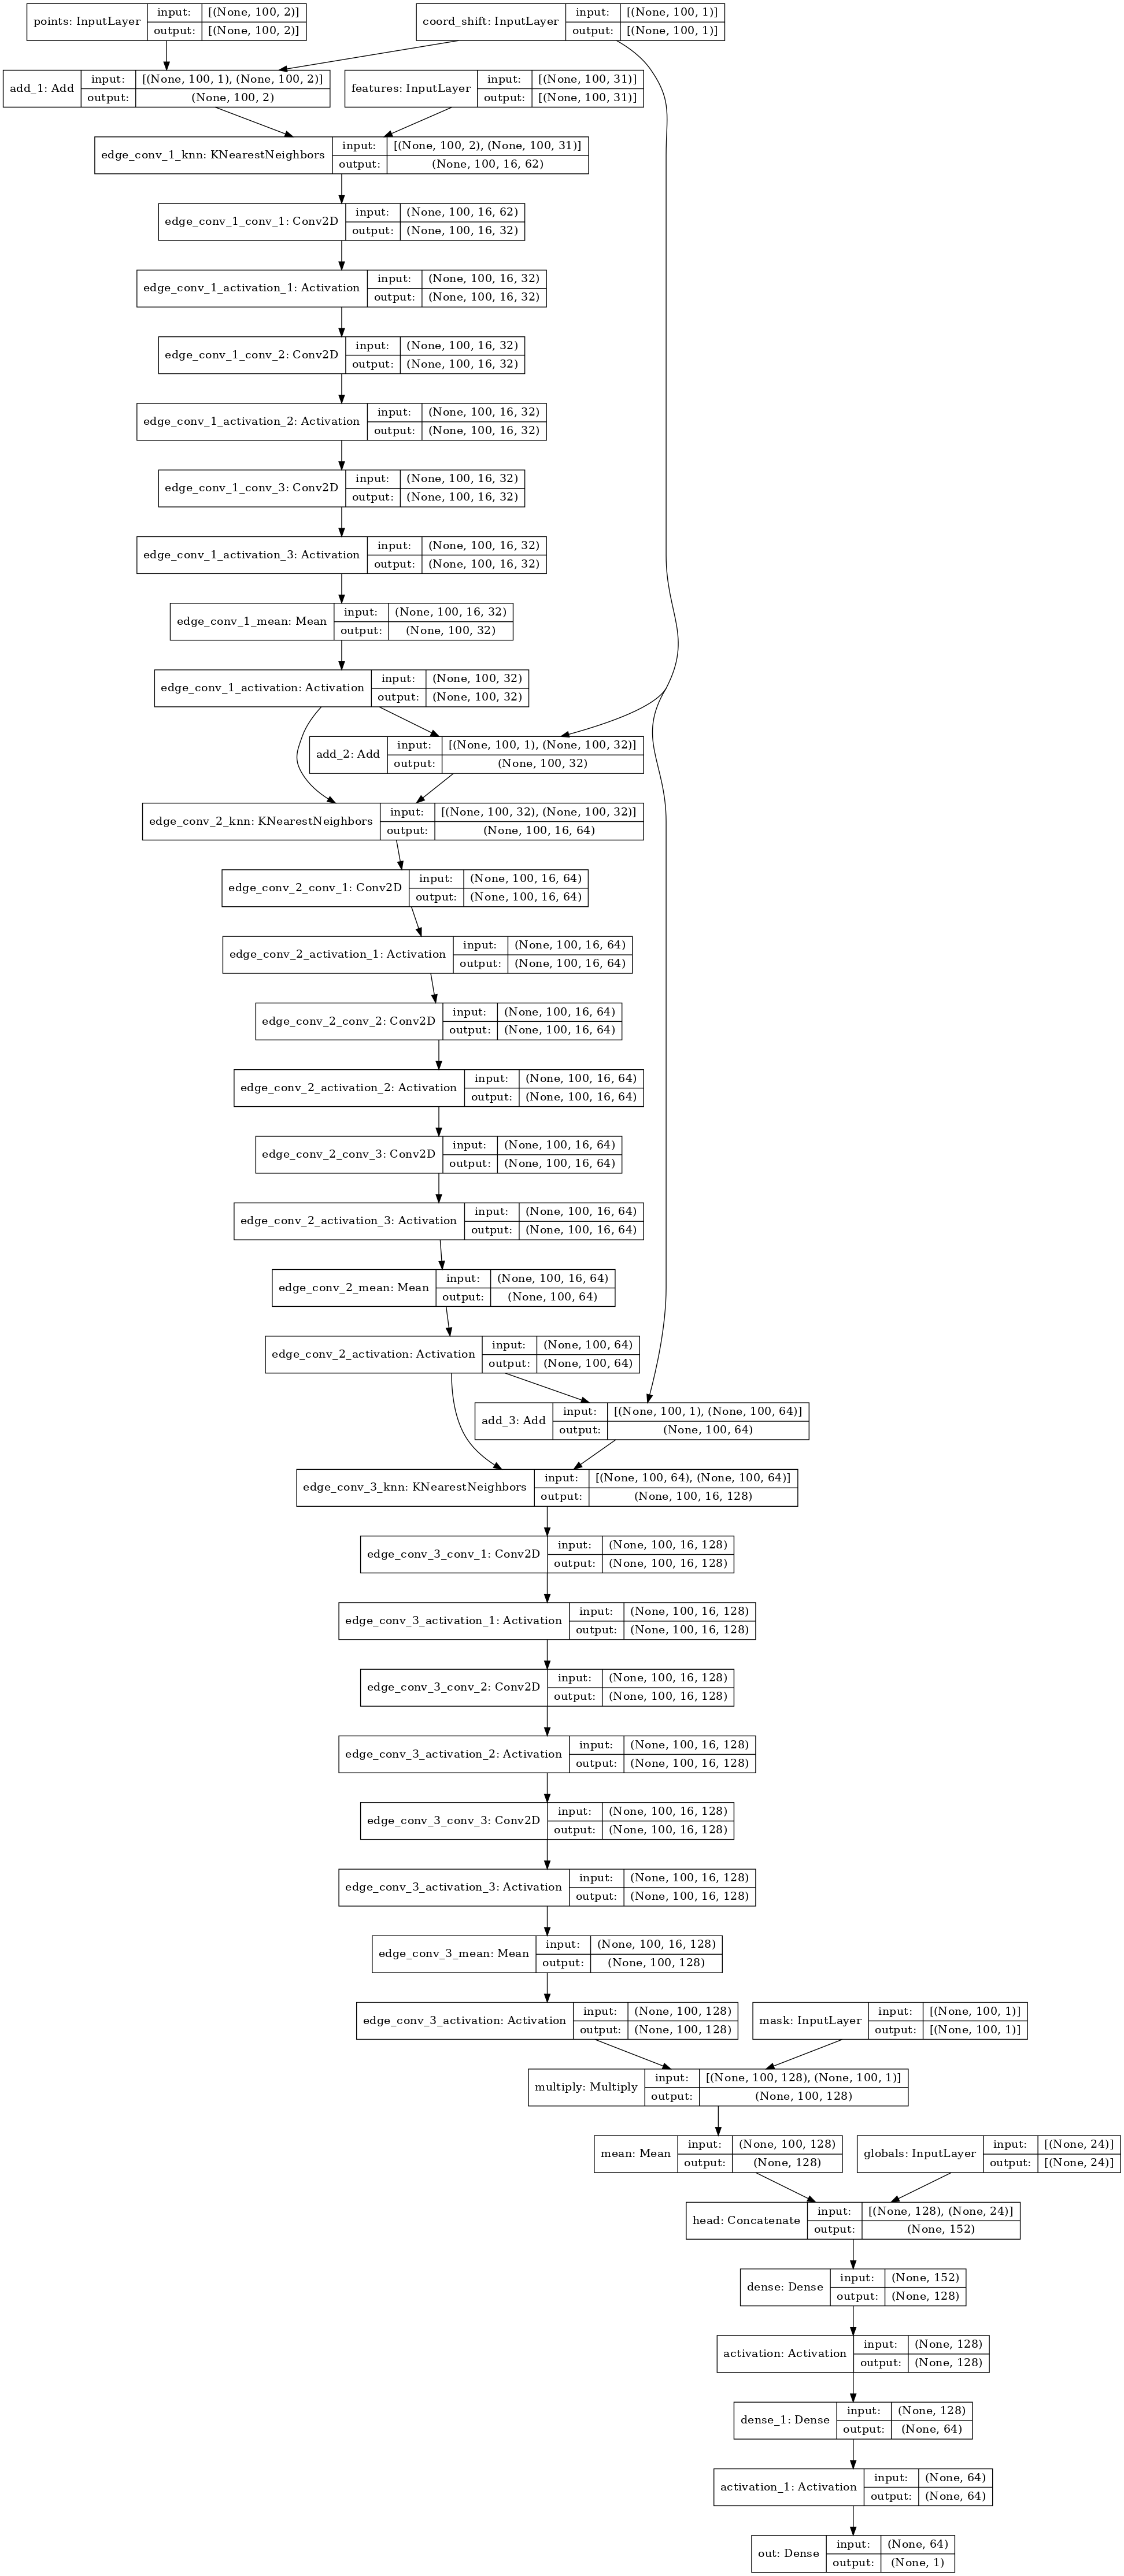 points: InputLayer input: [(None, 100, 2)]
output: [(None, 100, 2)]
coord_shift: InputLayer input: [(None, 100, 1)]
output: [(None, 100, 1)]
add_1: Add input: [(None, 100, 1), (None, 100, 2)]
output: (None, 100, 2)
features: InputLayer input: [(None, 100, 31)]
output: [(None, 100, 31)]
edge_conv_1_knn: KNearestNeighbors input: [(None, 100, 2), (None, 100, 31)]
output: (None, 100, 16, 62)
edge_conv_1_conv_1: Conv2D input: (None, 100, 16, 62)
output: (None, 100, 16, 32)
edge_conv_1_activation_1: Activation input: (None, 100, 16, 32)
output: (None, 100, 16, 32)
edge_conv_1_conv_2: Conv2D input: (None, 100, 16, 32)
output: (None, 100, 16, 32)
edge_conv_1_activation_2: Activation input: (None, 100, 16, 32)
output: (None, 100, 16, 32)
edge_conv_1_conv_3: Conv2D input: (None, 100, 16, 32)
output: (None, 100, 16, 32)
edge_conv_1_activation_3: Activation input: (None, 100, 16, 32)
output: (None, 100, 16, 32)
edge_conv_1_mean: Mean input: (None, 100, 16, 32)
output: (None, 100, 32)
edge_conv_1_activation: Activation input: (None, 100, 32)
output: (None, 100, 32)
add_2: Add input: [(None, 100, 1), (None, 100, 32)]
output: (None, 100, 32)
edge_conv_2_knn: KNearestNeighbors input: [(None, 100, 32), (None, 100, 32)]
output: (None, 100, 16, 64)
edge_conv_2_conv_1: Conv2D input: (None, 100, 16, 64)
output: (None, 100, 16, 64)
edge_conv_2_activation_1: Activation input: (None, 100, 16, 64)
output: (None, 100, 16, 64)
edge_conv_2_conv_2: Conv2D input: (None, 100, 16, 64)
output: (None, 100, 16, 64)
edge_conv_2_activation_2: Activation input: (None, 100, 16, 64)
output: (None, 100, 16, 64)
edge_conv_2_conv_3: Conv2D input: (None, 100, 16, 64)
output: (None, 100, 16, 64)
edge_conv_2_activation_3: Activation input: (None, 100, 16, 64)
output: (None, 100, 16, 64)
edge_conv_2_mean: Mean input: (None, 100, 16, 64)
output: (None, 100, 64)
edge_conv_2_activation: Activation input: (None, 100, 64)
output: (None, 100, 64)
add_3: Add input: [(None, 100, 1), (None, 100, 64)]
output: (None, 100, 64)
edge_conv_3_knn: KNearestNeighbors input: [(None, 100, 64), (None, 100, 64)]
output: (None, 100, 16, 128)
edge_conv_3_conv_1: Conv2D input: (None, 100, 16, 128)
output: (None, 100, 16, 128)
edge_conv_3_activation_1: Activation input: (None, 100, 16, 128)
output: (None, 100, 16, 128)
edge_conv_3_conv_2: Conv2D input: (None, 100, 16, 128)
output: (None, 100, 16, 128)
edge_conv_3_activation_2: Activation input: (None, 100, 16, 128)
output: (None, 100, 16, 128)
edge_conv_3_conv_3: Conv2D input: (None, 100, 16, 128)
output: (None, 100, 16, 128)
edge_conv_3_activation_3: Activation input: (None, 100, 16, 128)
output: (None, 100, 16, 128)
edge_conv_3_mean: Mean input: (None, 100, 16, 128)
output: (None, 100, 128)
edge_conv_3_activation: Activation input: (None, 100, 128)
output: (None, 100, 128)
mask: InputLayer input: [(None, 100, 1)]
output: [(None, 100, 1)]
multiply: Multiply input: [(None, 100, 128), (None, 100, 1)]
output: (None, 100, 128)
mean: Mean input: (None, 100, 128)
output: (None, 128)
globals: InputLayer input: [(None, 24)]
output: [(None, 24)]
head: Concatenate input: [(None, 128), (None, 24)]
output: (None, 152)
dense: Dense input: (None, 152)
output: (None, 128)
activation: Activation input: (None, 128)
output: (None, 128)
dense_1: Dense input: (None, 128)
output: (None, 64)
activation_1: Activation input: (None, 64)
output: (None, 64)
out: Dense input: (None, 64)
output: (None, 1)